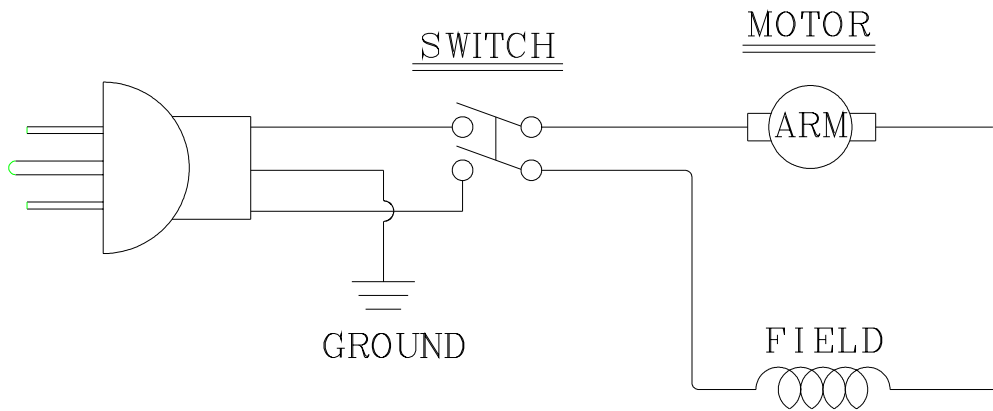 SWITCH
MOTOR
ARM
GROUND
FIELD